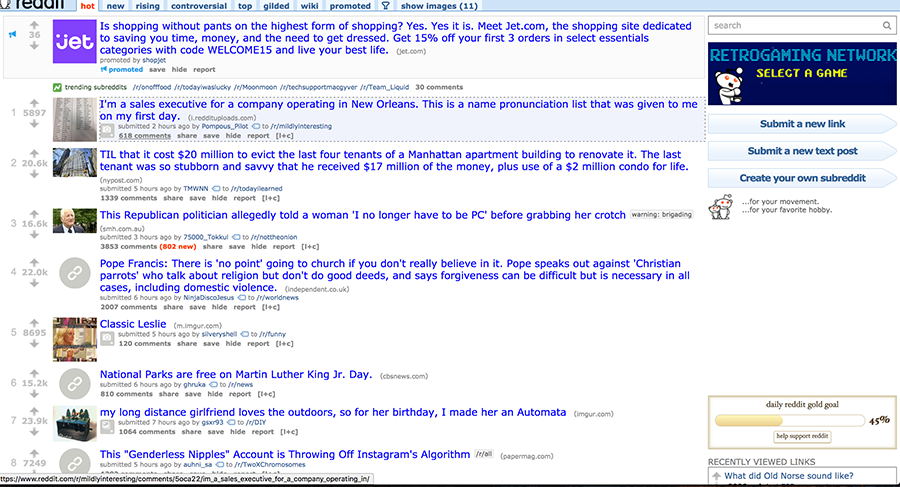 reddit
hot new rising controversial top gilded wiki promoted show images (11)
36
jet
Is shopping without pants on the highest form of shopping? Yes. Yes it is. Meet Jet.com, the shopping site dedicated
to saving you time, money, and the need to get dressed. Get 15% off your first 3 orders in select essentials
categories with code WELCOME15 and live your best life. (jet.com)
promoted by shopjet
promoted save hide report
trending subreddits /r/onofffood /r/todayiwaslucky /r/Moonmoon /r/techsupportmacgyver /r/Team_Liquid 30 comments
1 5897
I'm a sales executive for a company operating in New Orleans. This is a name pronunciation list that was given to me
on my first day. (i.reddituploads.com)
submitted 2 hours ago by Pompous_Pilot to /r/mildlyinteresting
618 comments share save hide report [l+c]
2 20.6k
TIL that it cost $20 million to evict the last four tenants of a Manhattan apartment building to renovate it. The last
tenant was so stubborn and savvy that he received $17 million of the money, plus use of a $2 million condo for life.
(nypost.com)
submitted 5 hours ago by TMWNN to /r/todayilearned
1339 comments share save hide report [l+c]
3 16.6k
This Republican politician allegedly told a woman 'I no longer have to be PC' before grabbing her crotch warning: brigading
(smh.com.au)
submitted 3 hours ago by 75000_Tokkul to /r/nottheonion
3853 comments (802 new) share save hide report [l+c]
4 22.0k
Pope Francis: There is 'no point' going to church if you don't really believe in it. Pope speaks out against 'Christian
parrots' who talk about religion but don't do good deeds, and says forgiveness can be difficult but is necessary in all
cases, including domestic violence. (independent.co.uk)
submitted 6 hours ago by NinjaDiscoJesus to /r/worldnews
2007 comments share save hide report [l+c]
5 8695
Classic Leslie (m.imgur.com)
submitted 5 hours ago by silveryshell to /r/funny
120 comments share save hide report [l+c]
6 15.2k
National Parks are free on Martin Luther King Jr. Day. (cbsnews.com)
submitted 6 hours ago by ghruka to /r/news
810 comments share save hide report [l+c]
7 23.9k
my long distance girlfriend loves the outdoors, so for her birthday, I made her an Automata (imgur.com)
submitted 7 hours ago by gsxr93 to /r/DIY
1064 comments share save hide report [l+c]
8 7249
This "Genderless Nipples" Account is Throwing Off Instagram's Algorithm /r/all (papermag.com)
submitted 5 hours ago by auhni_sa to /r/TwoXChromosomes
https://www.reddit.com/r/mildlyinteresting/comments/5oca22/im_a_sales_executive_for_a_company_operating_in/
search
RETROGAMING NETWORK
SELECT A GAME
Submit a new link
Submit a new text post
Create your own subreddit
...for your movement.
...for your favorite hobby.
daily reddit gold goal
45%
help support reddit
RECENTLY VIEWED LINKS
What did Old Norse sound like?